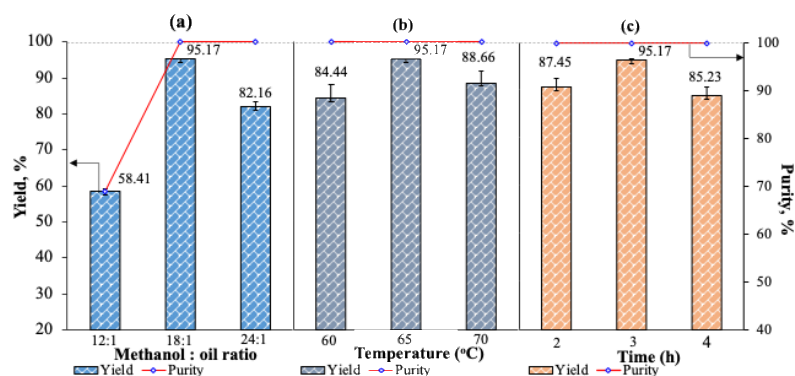 (a) (b) (c)
100 95.17 95.17 95.17 100
90 84.44 88.66 87.45 85.23 90
80 82.16 80
70 70
60 58.41 60
50
40 50
30
20 40
Yield, %
Purity, %
12:1 18:1 24:1 60 65 70 2 3 4
Methanol : oil ratio Temperature (°C) Time (h)
Yield Purity Yield Purity Yield Purity